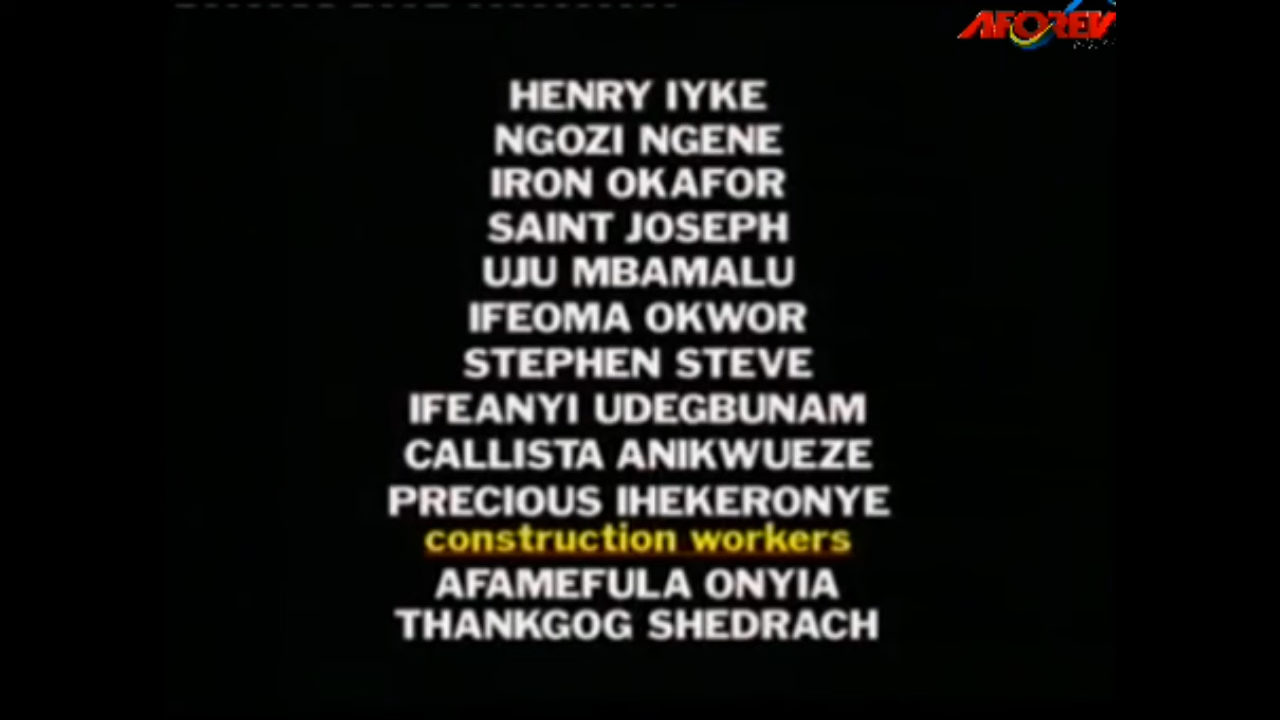 AFOREV
HENRY IYKE
NGOZI NGENE
IRON OKAFOR
SAINT JOSEPH
UJU MBAMALU
IFEOMA OKWOR
STEPHEN STEVE
IFEANYI UDEGBUNAM
CALLISTA ANIKWUEZE
PRECIOUS IHEKERONYE
construction workers
AFAMEFULA ONYIA
THANKGOG SHEDRACH